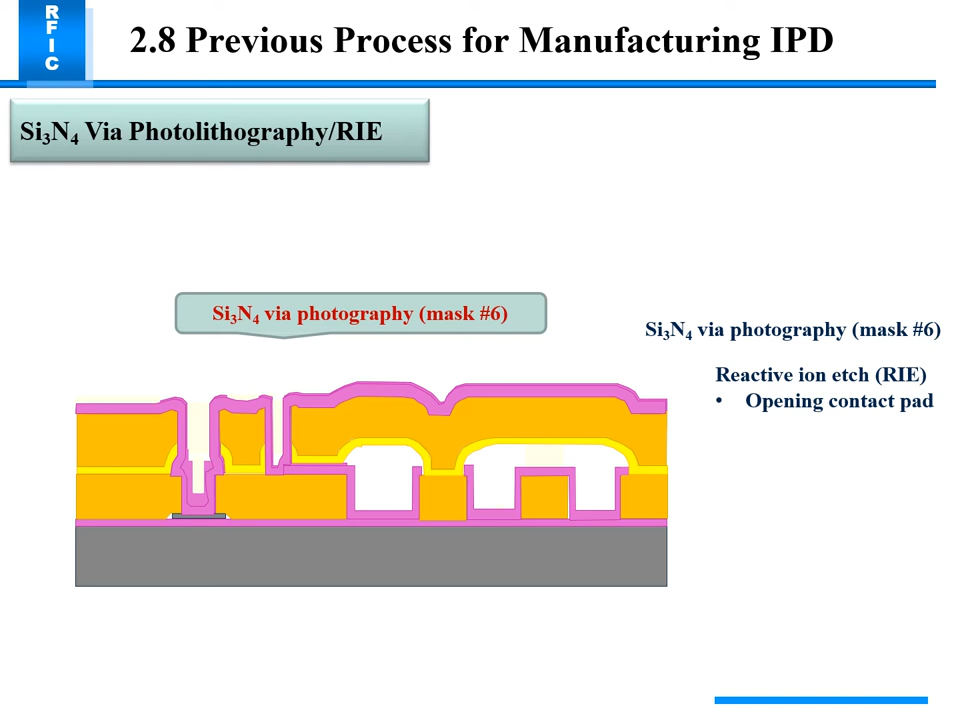 RFIC
2.8 Previous Process for Manufacturing IPD
Si₃N₄ Via Photolithography/RIE
Si₃N₄ via photography (mask #6)
Si₃N₄ via photography (mask #6)
Reactive ion etch (RIE)
• Opening contact pad